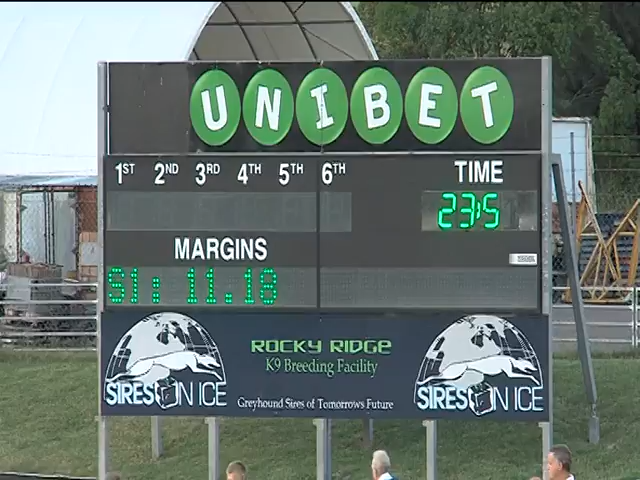 UNIBET
1ST 2ND 3RD 4TH 5TH 6TH TIME
23:5
MARGINS
S1: 11.18
ROCKY RIDGE
K9 Breeding Facility
SIRES ON ICE
Greyhound Sires of Tomorrows Future
SIRES ON ICE